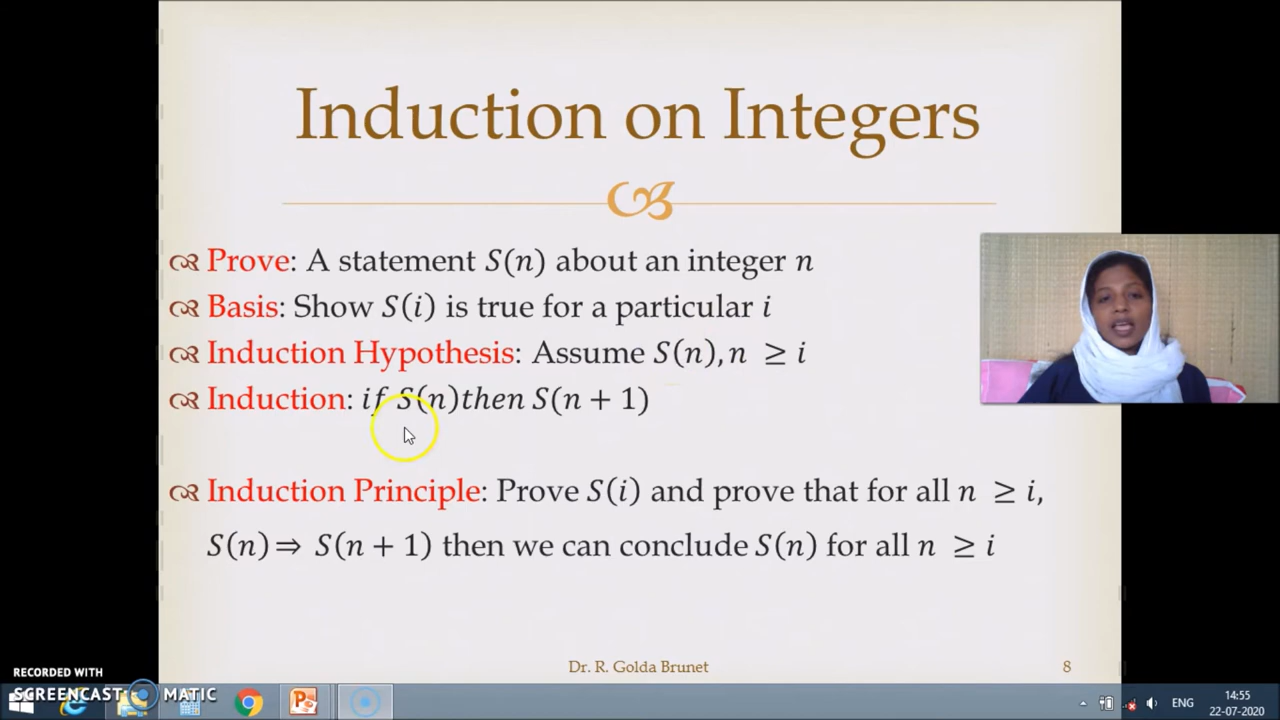 Induction on Integers
Prove: A statement S(n) about an integer n
Basis: Show S(i) is true for a particular i
Induction Hypothesis: Assume S(n), n ≥ i
Induction: if S(n)then S(n + 1)
Induction Principle: Prove S(i) and prove that for all n ≥ i,
S(n)⇒ S(n + 1) then we can conclude S(n) for all n ≥ i
Dr. R. Golda Brunet
8
RECORDED WITH
SCREENCAST MATIC
ENG
14:55
22-07-2020